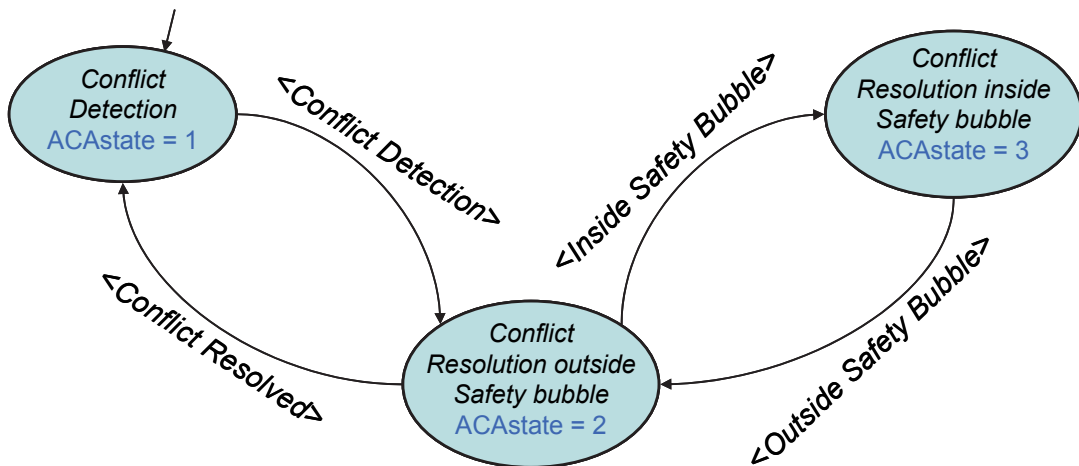 Conflict
Detection
ACAstate = 1
<Conflict Detection>
<Inside Safety Bubble>
Conflict
Resolution inside
Safety bubble
ACAstate = 3
<Conflict Resolved>
Conflict
Resolution outside
Safety bubble
ACAstate = 2
<Outside Safety Bubble>